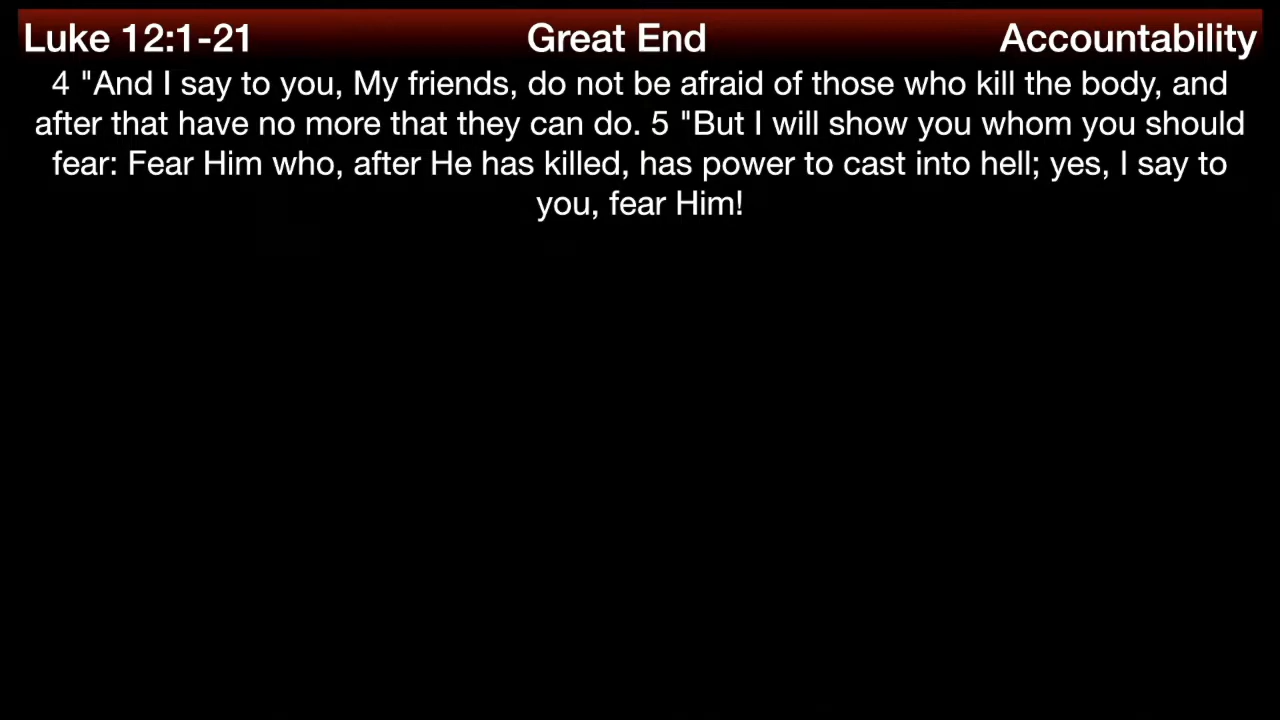 Luke 12:1-21 Great End Accountability
4 "And I say to you, My friends, do not be afraid of those who kill the body, and
after that have no more that they can do. 5 "But I will show you whom you should
fear: Fear Him who, after He has killed, has power to cast into hell; yes, I say to
you, fear Him!